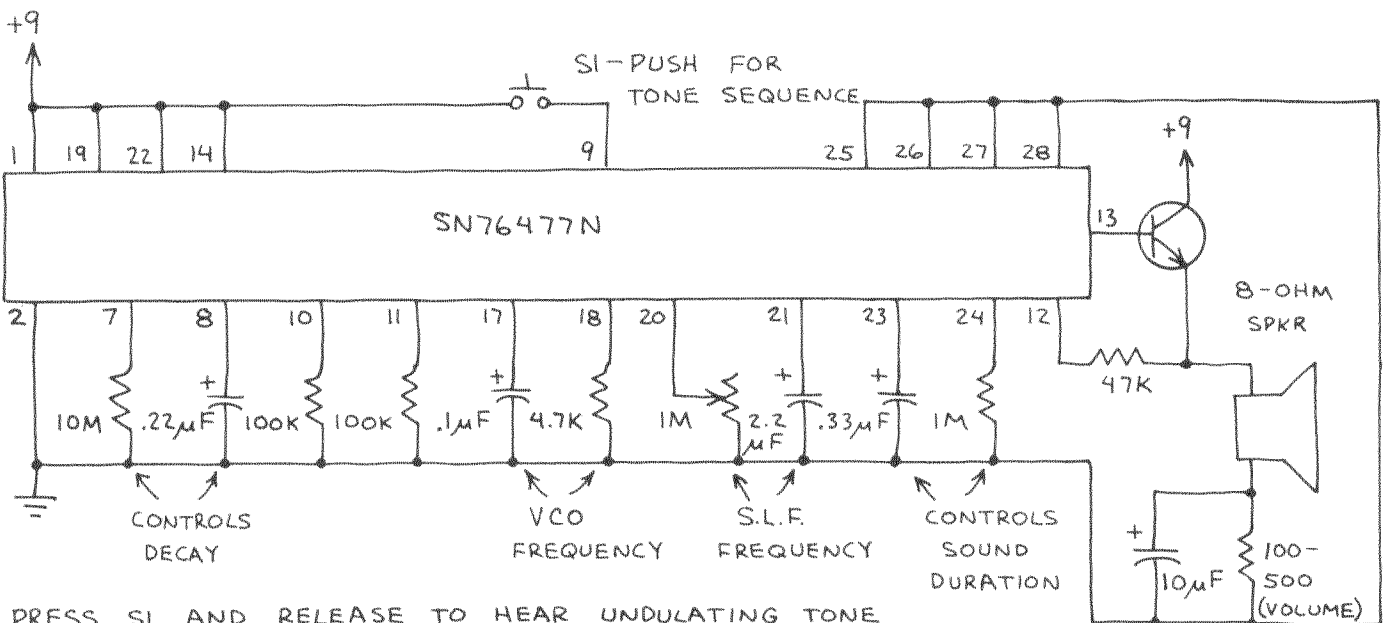 +9
S1-PUSH FOR
TONE SEQUENCE
+9
1 19 22 14 9 25 26 27 28
SN76477N
13
8-OHM
SPKR
2 7 8 10 11 17 18 20 21 23 24 12
47K
+ + + +
10M .22µF 100K 100K .1µF 4.7K 1M 2.2
µF .33µF 1M
CONTROLS
DECAY
VCO
FREQUENCY
S.L.F.
FREQUENCY
CONTROLS
SOUND
DURATION
+
10µF
100-
500
(VOLUME)
PRESS S1 AND RELEASE TO HEAR UNDULATING TONE